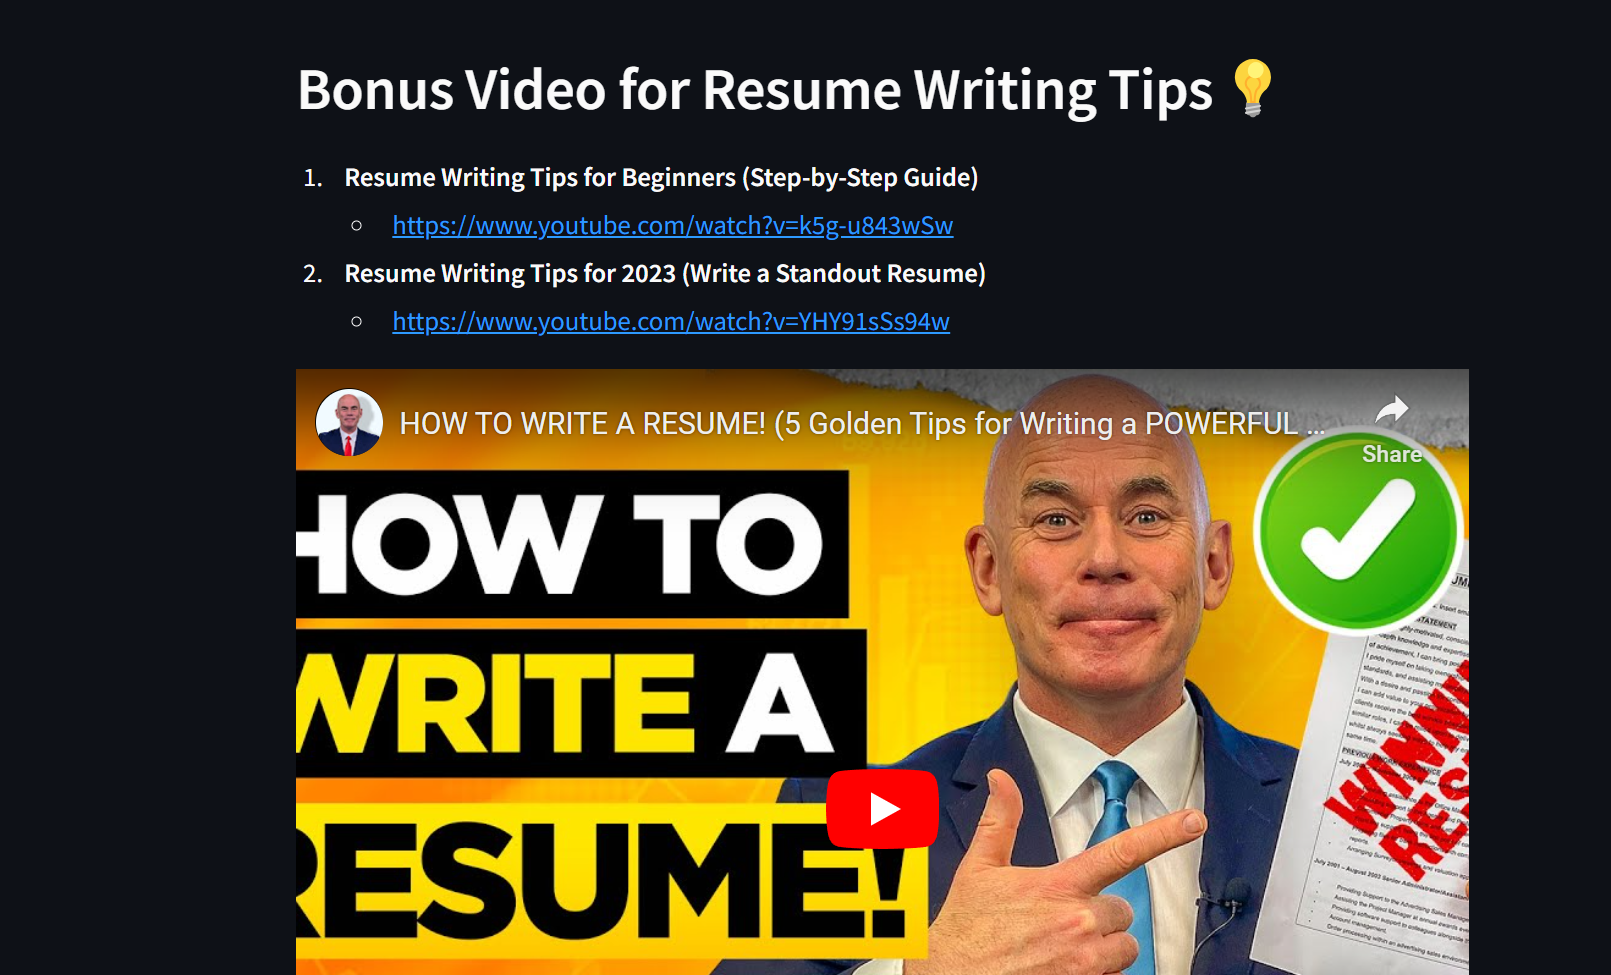 Bonus Video for Resume Writing Tips 💡
1. Resume Writing Tips for Beginners (Step-by-Step Guide)
https://www.youtube.com/watch?v=k5g-u843wSw
2. Resume Writing Tips for 2023 (Write a Standout Resume)
https://www.youtube.com/watch?v=YHY91sSs94w
HOW TO WRITE A RESUME! (5 Golden Tips for Writing a POWERFUL ...
Share
HOW TO
WRITE A
RESUME!